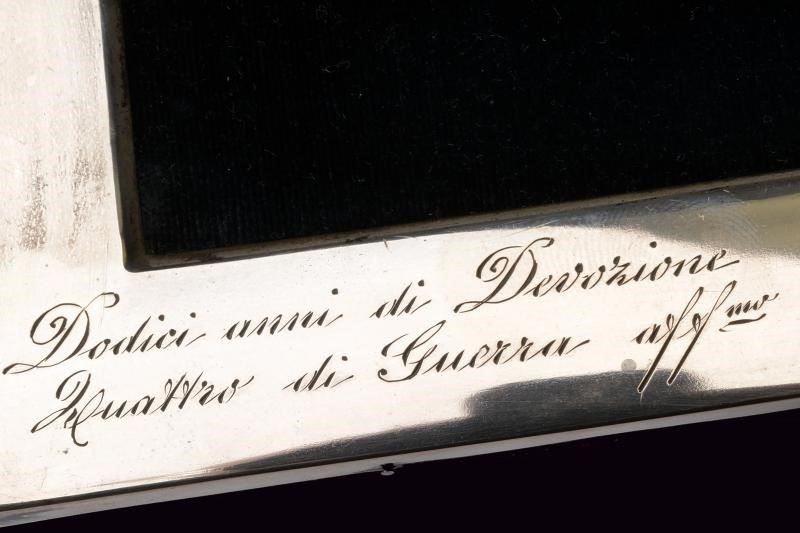 Dodici anni di Devozione
Quattro di Guerra aff.mo